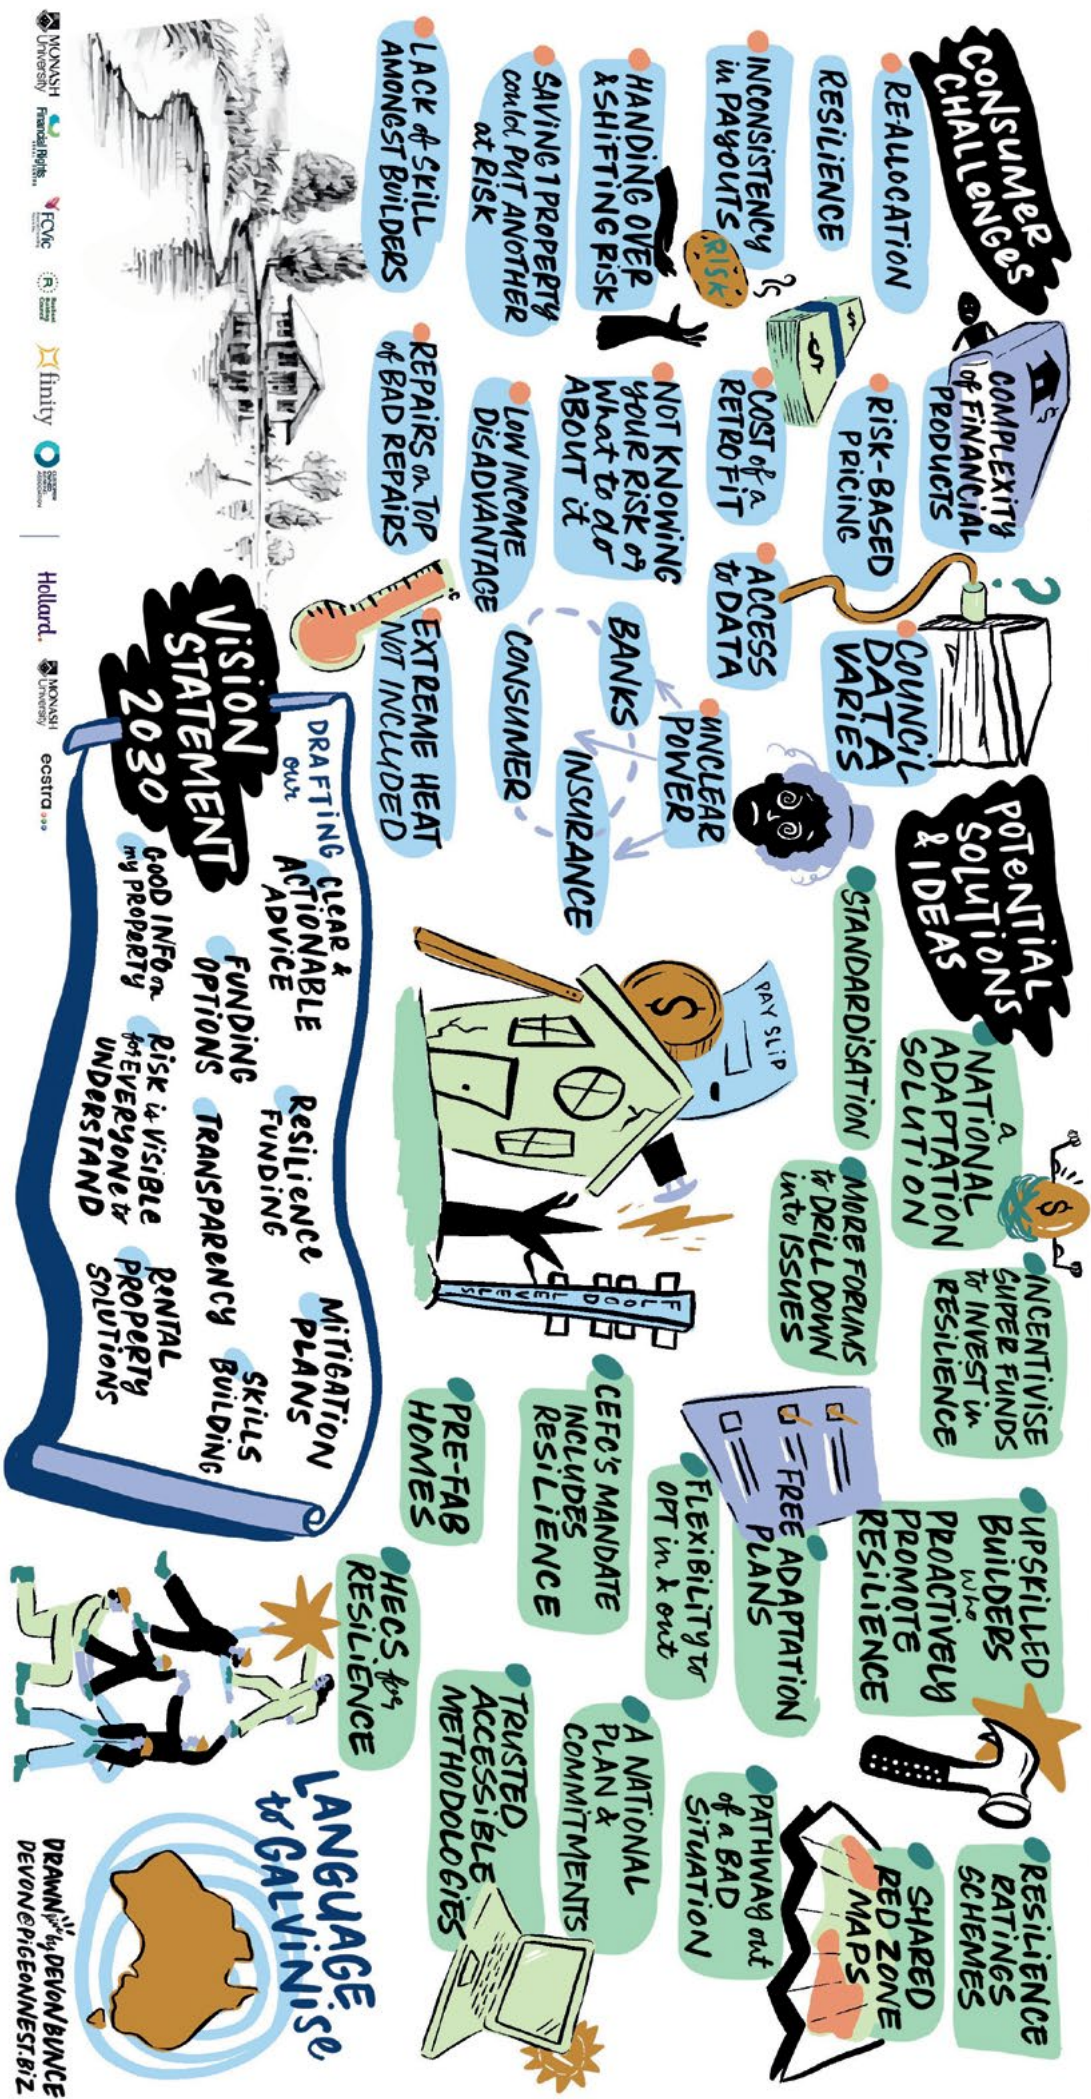 CONSUMER
CHALLENGES
REALLOCATION
RESILIENCE
INCONSISTENCY
in PAYOUTS
HANDING OVER
& SHIFTING RISK
SAVING 1 PROPERTY
could PUT ANOTHER
at RISK
LACK of SKILL
AMONGST BUILDERS
RISK
$
$
$
COMPLEXITY
of FINANCIAL
PRODUCTS
RISK-BASED
PRICING
COST of a
RETROFIT
NOT KNOWING
YOUR RISK or
What to do
ABOUT it
LOW INCOME
DISADVANTAGE
REPAIRS on TOP
of BAD REPAIRS
?
COUNCIL
DATA
VARIES
ACCESS
to DATA
UNCLEAR
POWER
BANKS
INSURANCE
CONSUMER
°C
EXTREME HEAT
NOT INCLUDED
POTENTIAL
SOLUTIONS
& IDEAS
STANDARDISATION
a
NATIONAL
ADAPTATION
SOLUTION
$
MORE FORUMS
to DRILL DOWN
into ISSUES
INCENTIVISE
SUPER FUNDS
to INVEST in
RESILIENCE
PAY SLIP
$
FLOOD LEVELS
UPSKILLED
BUILDERS
who
PROACTIVELY
PROMOTE
RESILIENCE
FREE ADAPTATION
PLANS
FLEXIBILITY to
OPT in & out
CEFC'S MANDATE
INCLUDES
RESILIENCE
PRE-FAB
HOMES
HECS for
RESILIENCE
RESILIENCE
RATINGS
SCHEMES
SHARED
RED ZONE
MAPS
PATHWAY out
of a BAD
SITUATION
A NATIONAL
PLAN &
COMMITMENTS
TRUSTED,
ACCESSIBLE
METHODOLOGIES
DRAFTING
our
VISION
STATEMENT
2030
CLEAR &
ACTIONABLE
ADVICE
RESILIENCE
FUNDING
MITIGATION
PLANS
FUNDING
OPTIONS
TRANSPARENCY
SKILLS
BUILDING
GOOD INFO on
my PROPERTY
RISK is VISIBLE
for EVERYONE to
UNDERSTAND
RENTAL
PROPERTY
SOLUTIONS
LANGUAGE
to GALVINISE
MONASH
University
Financial Rights
LEGAL CENTRE
FCVic
R
Resilient
Building
Council
finity
Hollard.
MONASH
University
ecstra
DRAWN live by DEVON BUNCE
DEVON@PIGEONNEST.BIZ